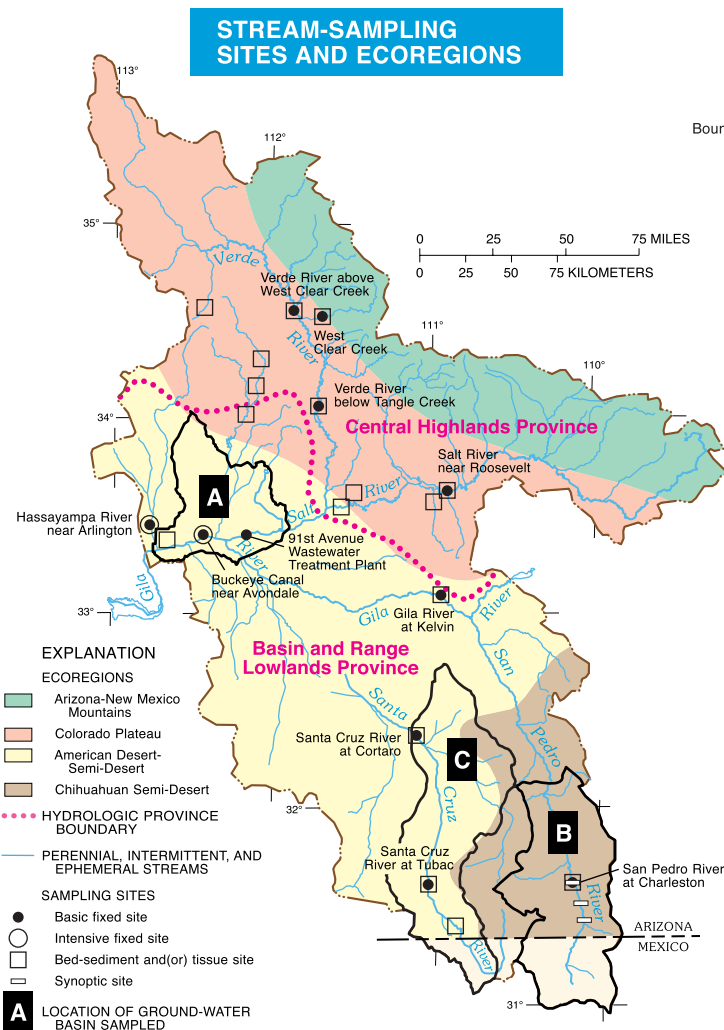 STREAM-SAMPLING
SITES AND ECOREGIONS
113°
Bour
112°
35°
0 25 50 75 MILES
0 25 50 75 KILOMETERS
Verde
Verde River above
West Clear Creek
River
West
Clear Creek
111°
110°
Verde River
below Tangle Creek
34°
Central Highlands Province
Salt River
near Roosevelt
A
River
Salt
Hassayampa River
near Arlington
91st Avenue
Wastewater
Treatment Plant
River
Buckeye Canal
near Avondale
Gila
33°
Gila
River
Gila River
at Kelvin
Basin and Range
Lowlands Province
San
Santa
Santa Cruz River
at Cortaro
Pedro
C
Cruz
32°
B
Santa Cruz
River at Tubac
San Pedro River
at Charleston
River
ARIZONA
MEXICO
River
31°
EXPLANATION
ECOREGIONS
Arizona-New Mexico
Mountains
Colorado Plateau
American Desert-
Semi-Desert
Chihuahuan Semi-Desert
HYDROLOGIC PROVINCE
BOUNDARY
PERENNIAL, INTERMITTENT, AND
EPHEMERAL STREAMS
SAMPLING SITES
Basic fixed site
Intensive fixed site
Bed-sediment and(or) tissue site
Synoptic site
A LOCATION OF GROUND-WATER
BASIN SAMPLED